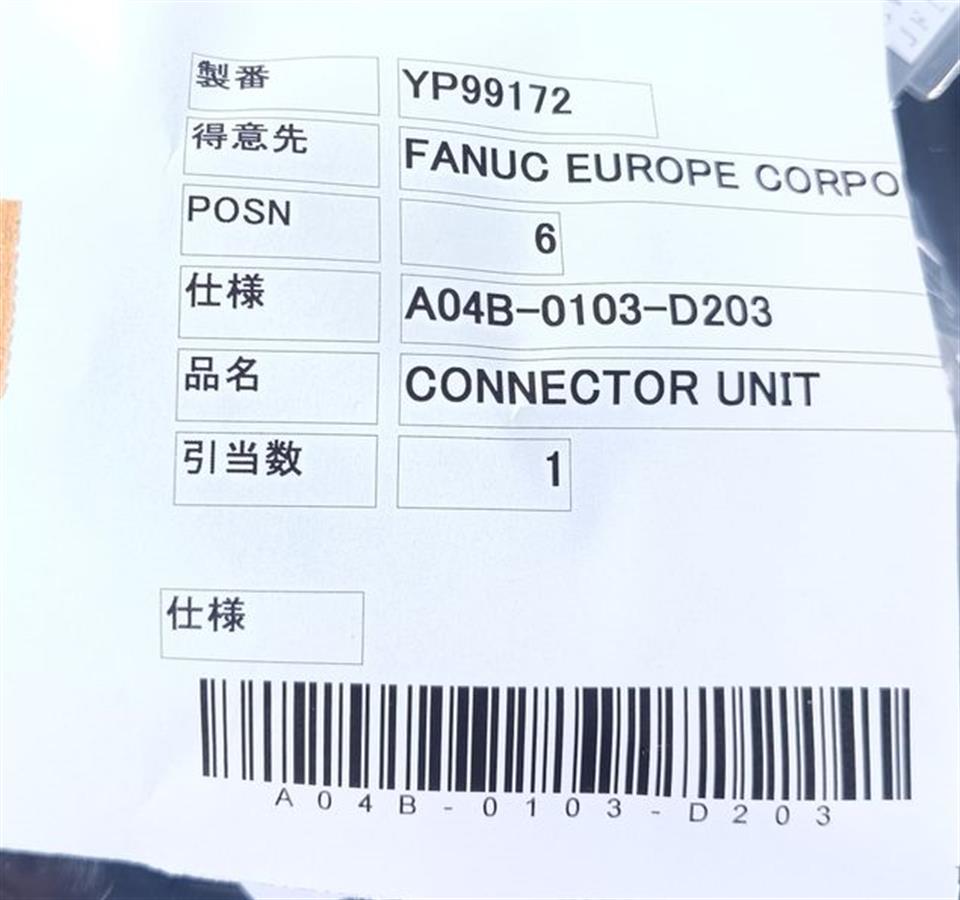 製番 YP99172
得意先 FANUC EUROPE CORPO
POSN 6
仕様 A04B-0103-D203
品名 CONNECTOR UNIT
引当数 1
仕様
A04B-0103-D203